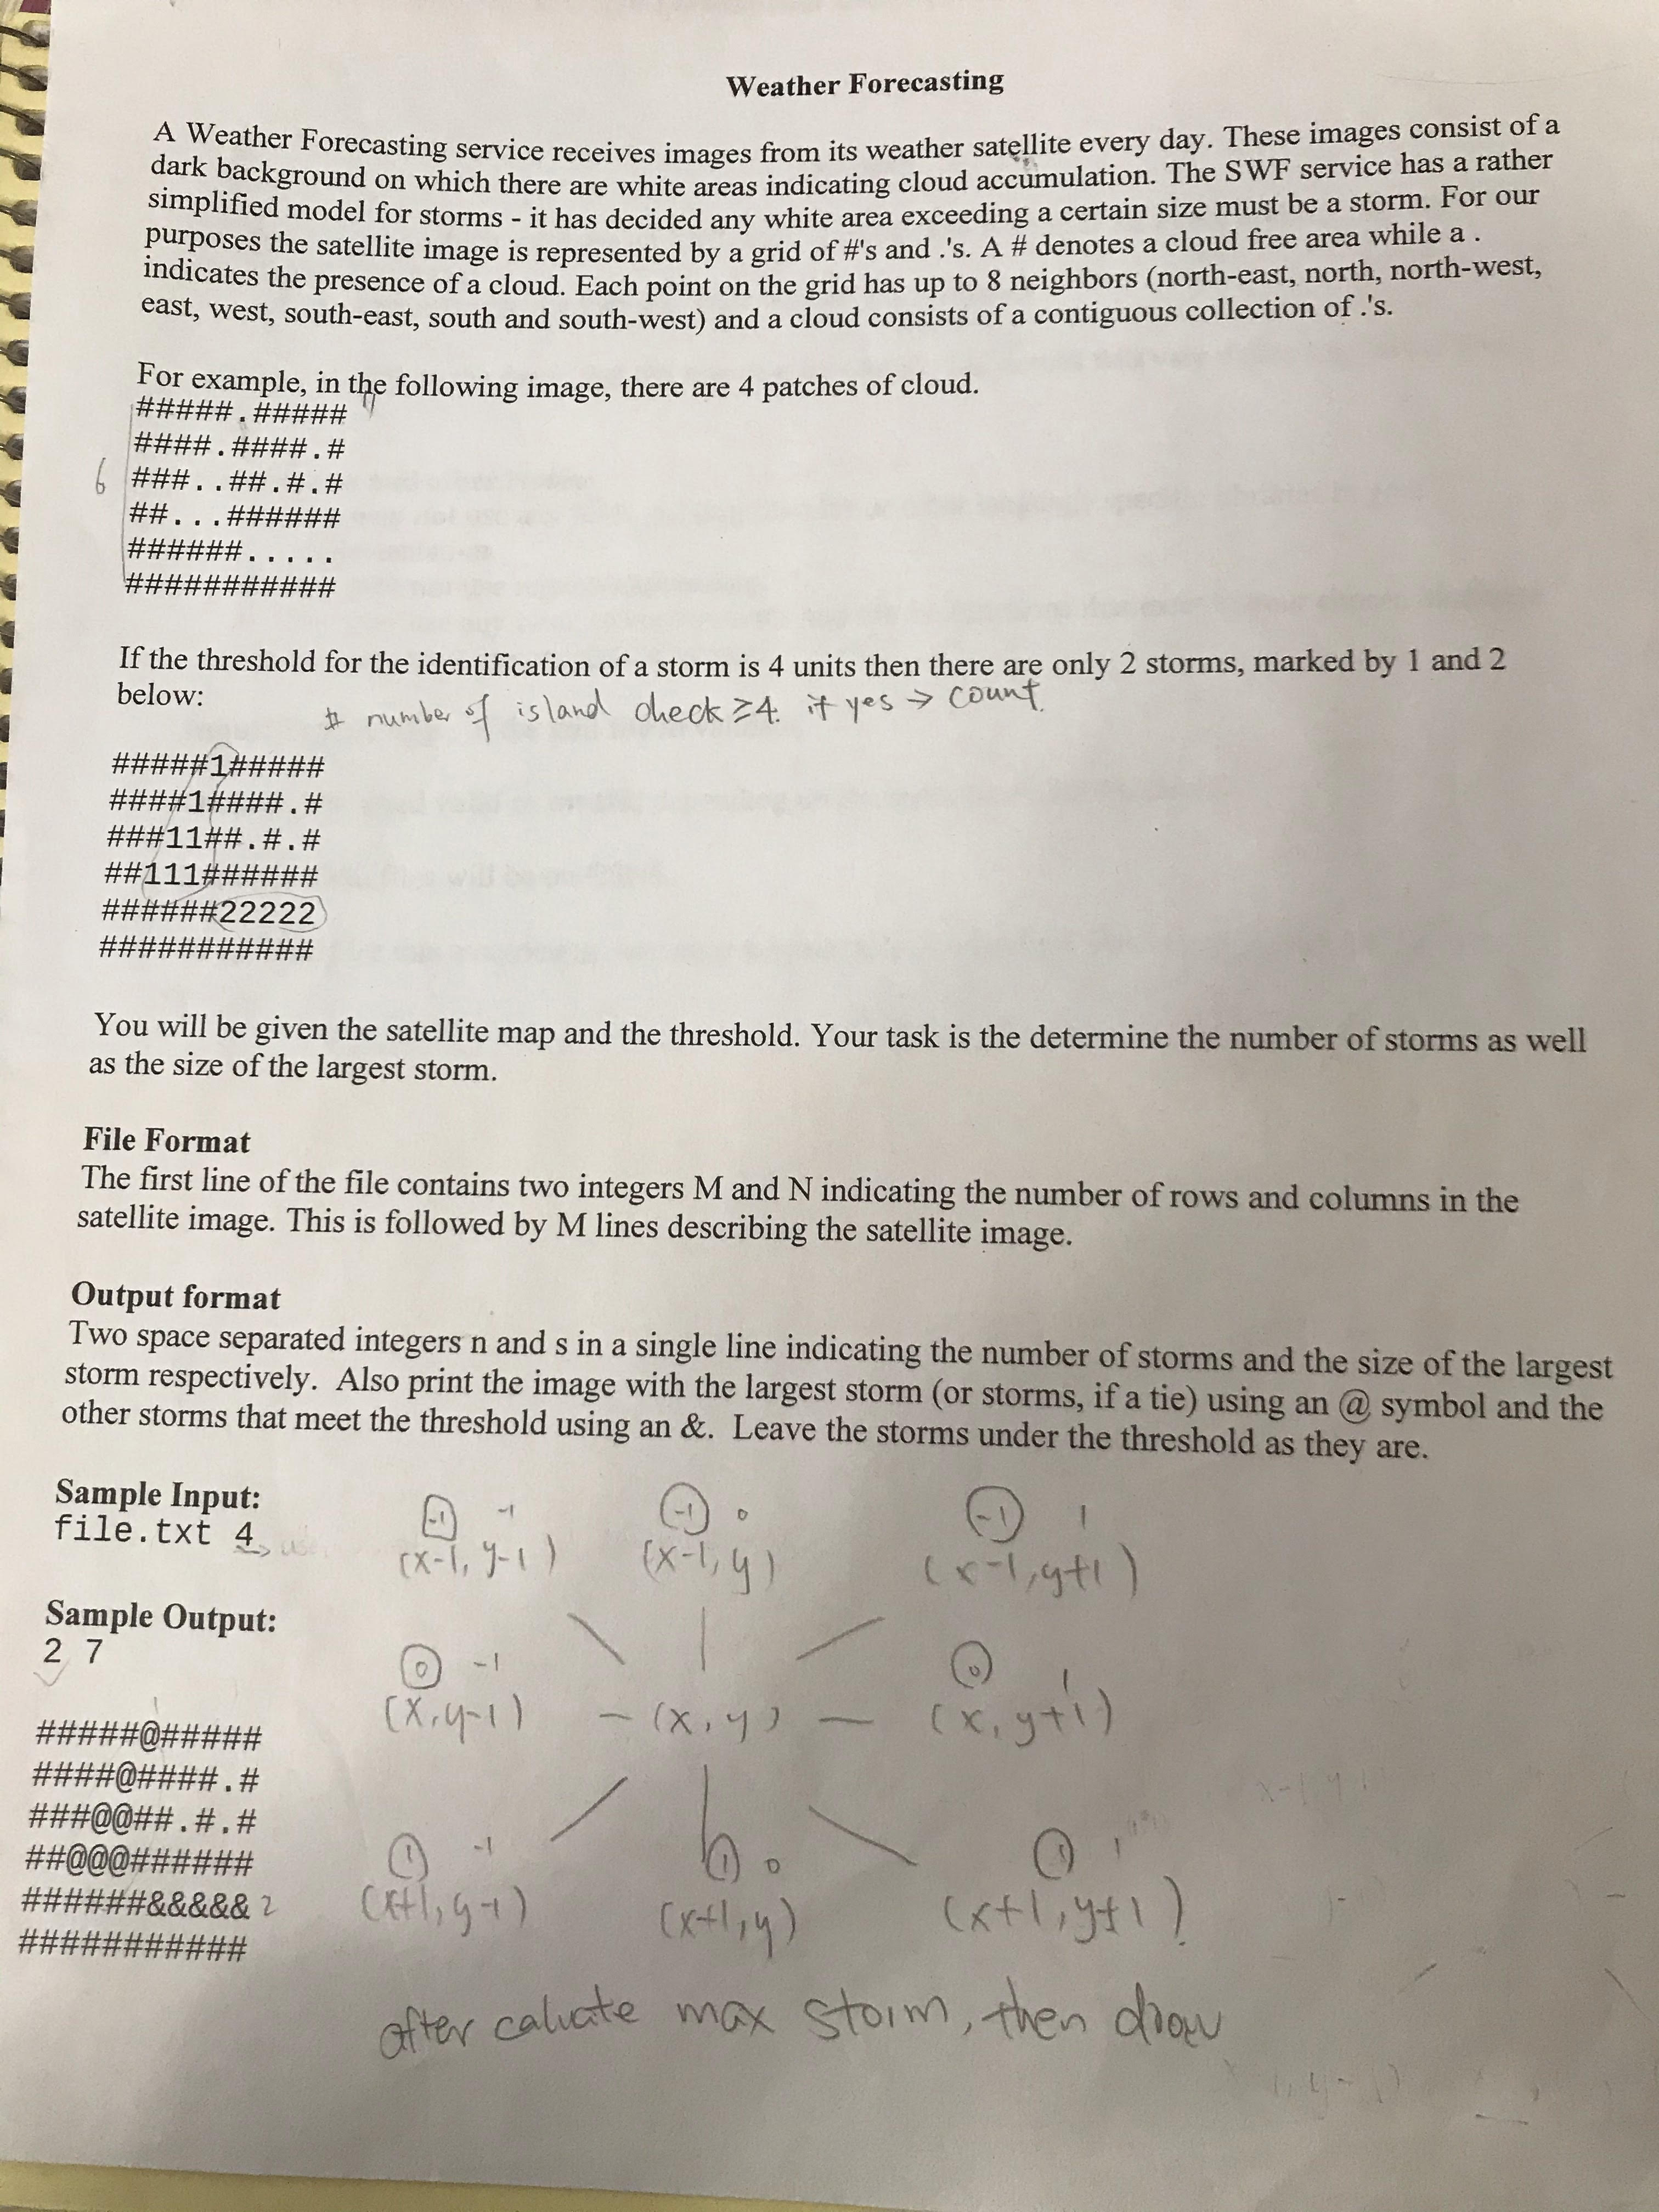 Weather Forecasting
A Weather Forecasting service receives images from its weather satellite every day. These images consist of a
dark background on which there are white areas indicating cloud accumulation. The SWF service has a rather
simplified model for storms - it has decided any white area exceeding a certain size must be a storm. For our
purposes the satellite image is represented by a grid of #'s and .'s. A # denotes a cloud free area while a .
indicates the presence of a cloud. Each point on the grid has up to 8 neighbors (north-east, north, north-west,
east, west, south-east, south and south-west) and a cloud consists of a contiguous collection of .'s.
For example, in the following image, there are 4 patches of cloud.
11
#####.#####
####.####.#
6 ###..##.#.#
##...######
######.....
###########
If the threshold for the identification of a storm is 4 units then there are only 2 storms, marked by 1 and 2
below:
# number of island check ≥4. if yes → count.
#####1#####
####1####.#
###11##.#.#
##111######
######22222
###########
You will be given the satellite map and the threshold. Your task is the determine the number of storms as well
as the size of the largest storm.
File Format
The first line of the file contains two integers M and N indicating the number of rows and columns in the
satellite image. This is followed by M lines describing the satellite image.
Output format
Two space separated integers n and s in a single line indicating the number of storms and the size of the largest
storm respectively. Also print the image with the largest storm (or storms, if a tie) using an @ symbol and the
other storms that meet the threshold using an &. Leave the storms under the threshold as they are.
Sample Input:
file.txt 4
-1 -1 -1 0 -1 1
(x-1, y-1) (x-1, y) (x-1, y+1)
Sample Output:
2 7
0 -1 0 1
(x, y-1) — (x, y) — (x, y+1)
#####@#####
####@####.#
###@@##.#.#
##@@@######
######&&&&& 2
###########
1 -1 1 0 1 1
(x+1, y-1) (x+1, y) (x+1, y+1)
after caluate max storm, then draw